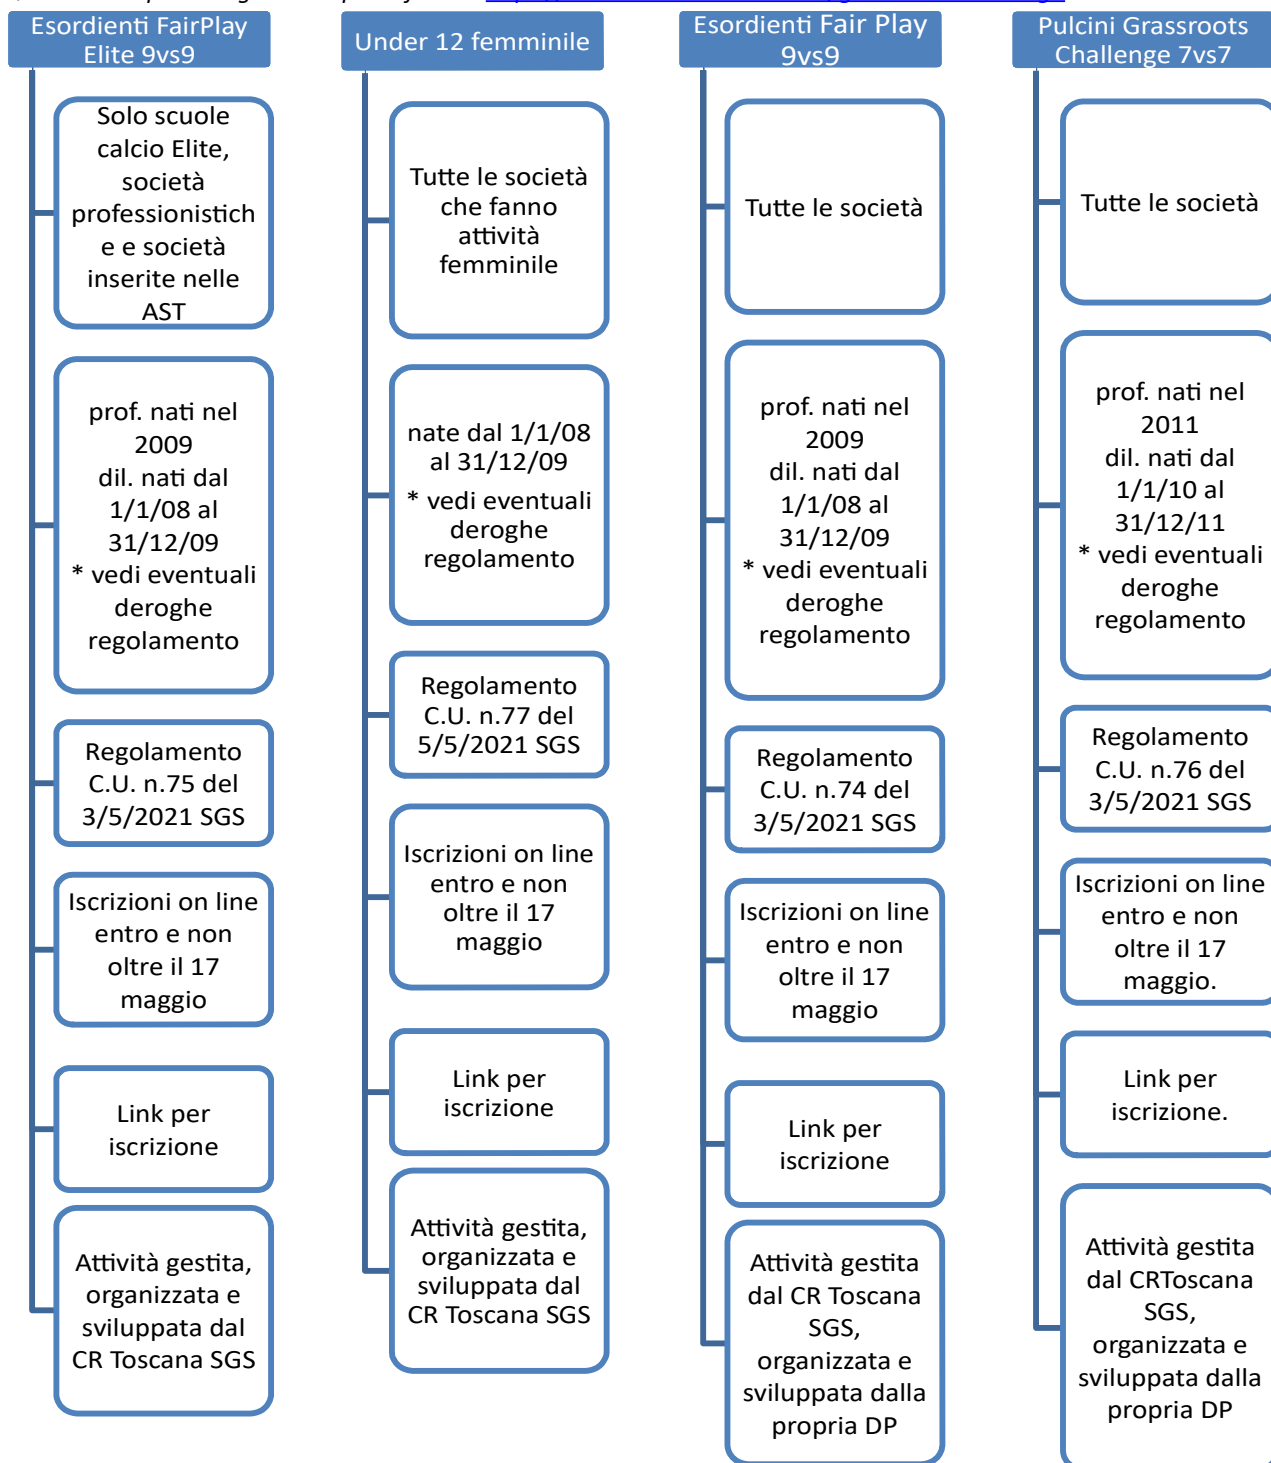 Esordienti FairPlay
Elite 9vs9
Solo scuole
calcio Elite,
società
professionistich
e e società
inserite nelle
AST
prof. nati nel
2009
dil. nati dal
1/1/08 al
31/12/09
* vedi eventuali
deroghe
regolamento
Regolamento
C.U. n.75 del
3/5/2021 SGS
Iscrizioni on line
entro e non
oltre il 17
maggio
Link per
iscrizione
Attività gestita,
organizzata e
sviluppata dal
CR Toscana SGS
Under 12 femminile
Tutte le società
che fanno
attività
femminile
nate dal 1/1/08
al 31/12/09
* vedi eventuali
deroghe
regolamento
Regolamento
C.U. n.77 del
5/5/2021 SGS
Iscrizioni on line
entro e non
oltre il 17
maggio
Link per
iscrizione
Attività gestita,
organizzata e
sviluppata dal
CR Toscana SGS
Esordienti Fair Play
9vs9
Tutte le società
prof. nati nel
2009
dil. nati dal
1/1/08 al
31/12/09
* vedi eventuali
deroghe
regolamento
Regolamento
C.U. n.74 del
3/5/2021 SGS
Iscrizioni on line
entro e non
oltre il 17
maggio
Link per
iscrizione
Attività gestita
dal CR Toscana
SGS,
organizzata e
sviluppata dalla
propria DP
Pulcini Grassroots
Challenge 7vs7
Tutte le società
prof. nati nel
2011
dil. nati dal
1/1/10 al
31/12/11
* vedi eventuali
deroghe
regolamento
Regolamento
C.U. n.76 del
3/5/2021 SGS
Iscrizioni on line
entro e non
oltre il 17
maggio.
Link per
iscrizione.
Attività gestita
dal CRToscana
SGS,
organizzata e
sviluppata dalla
propria DP